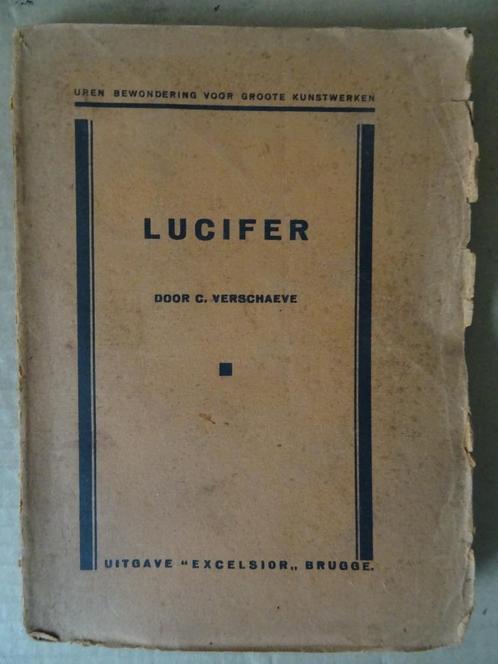 UREN BEWONDERING VOOR GROOTE KUNSTWERKEN
LUCIFER
DOOR C. VERSCHAEVE
UITGAVE "EXCELSIOR„ BRUGGE.